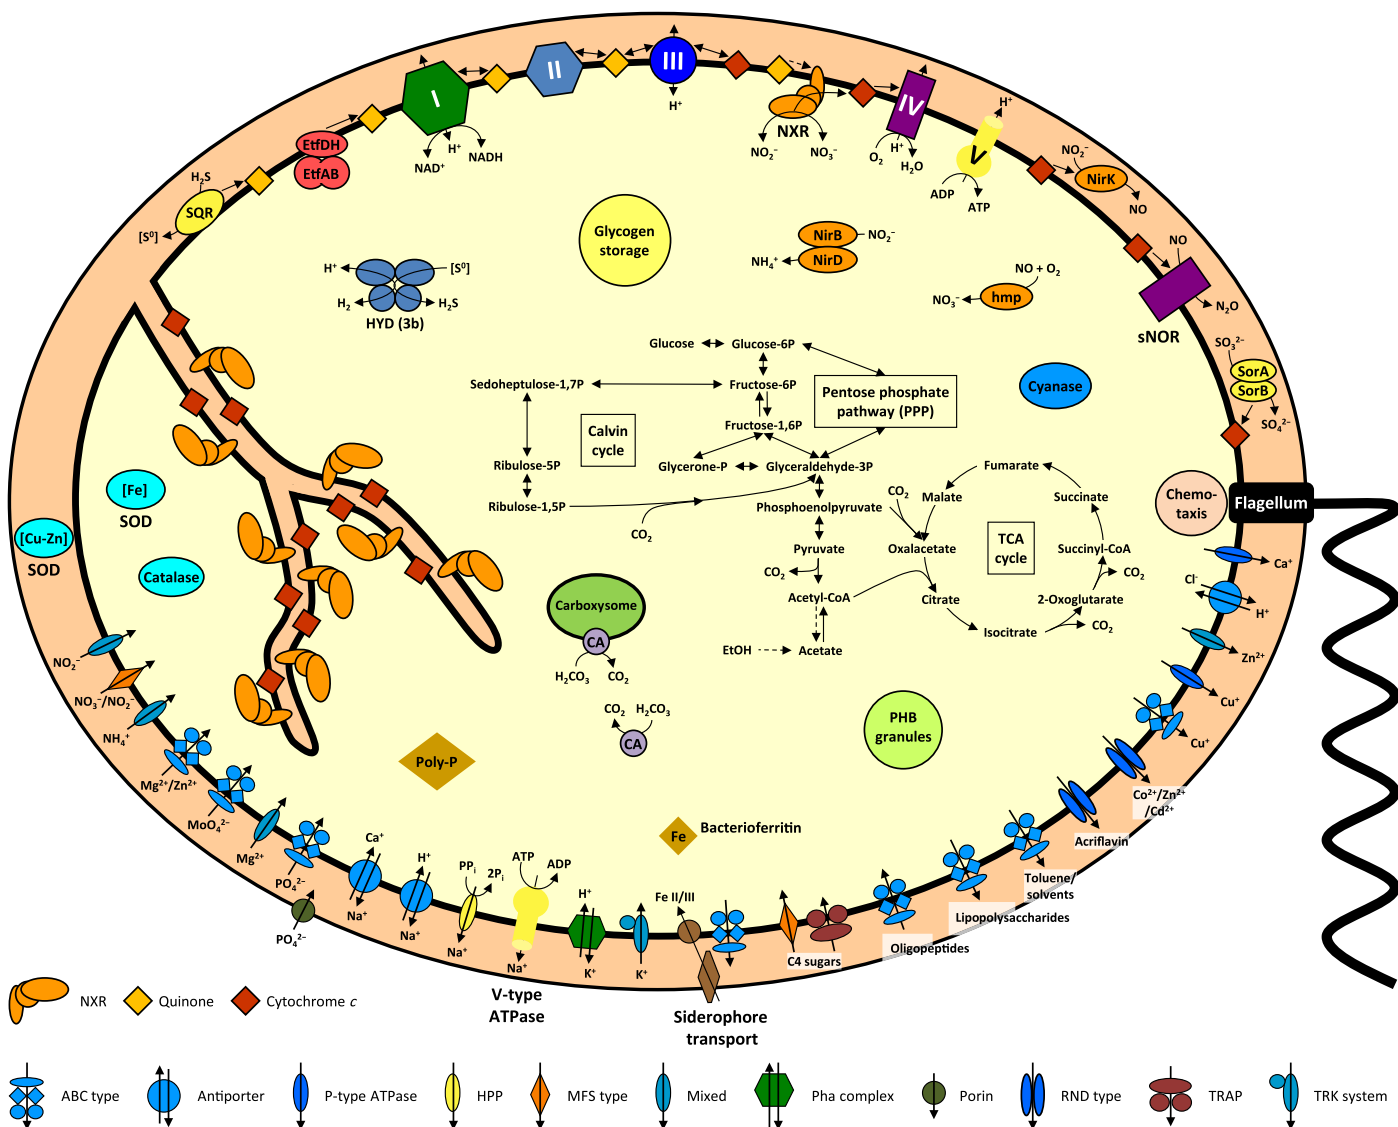 I
II
III
IV
V
H⁺
NAD⁺
H⁺
NADH
EtfDH
EtfAB
H₂S
SQR
[S⁰]
NXR
NO₂⁻
NO₃⁻
O₂
H⁺
H₂O
H⁺
ADP
ATP
NO₂⁻
NirK
NO
NO
sNOR
N₂O
SO₃²⁻
SorA
SorB
SO₄²⁻
Glycogen
storage
NirB
NirD
NO₂⁻
NH₄⁺
NO + O₂
hmp
NO₃⁻
H⁺
[S⁰]
H₂
H₂S
HYD (3b)
Cyanase
Glucose
Glucose-6P
Sedoheptulose-1,7P
Fructose-6P
Pentose phosphate
pathway (PPP)
Fructose-1,6P
Calvin
cycle
Ribulose-5P
Glycerone-P
Glyceraldehyde-3P
Ribulose-1,5P
CO₂
Phosphoenolpyruvate
Pyruvate
CO₂
Acetyl-CoA
EtOH
Acetate
Fumarate
Malate
Succinate
CO₂
Oxalacetate
TCA
cycle
Succinyl-CoA
CO₂
Citrate
2-Oxoglutarate
Isocitrate
CO₂
Chemo-
taxis
Flagellum
[Fe]
SOD
[Cu-Zn]
SOD
Catalase
Carboxysome
CA
H₂CO₃
CO₂
CO₂
H₂CO₃
CA
PHB
granules
Poly-P
Fe
Bacterioferritin
Ca⁺
Cl⁻
H⁺
Zn²⁺
Cu⁺
Cu⁺
Co²⁺/Zn²⁺
/Cd²⁺
Acriflavin
Toluene/
solvents
Lipopolysaccharides
Oligopeptides
C4 sugars
NO₂⁻
NO₃⁻/NO₂⁻
NH₄⁺
Mg²⁺/Zn²⁺
MoO₄²⁻
Mg²⁺
PO₄²⁻
PO₄²⁻
Ca⁺
Na⁺
H⁺
Na⁺
PPᵢ
2Pᵢ
Na⁺
ATP
ADP
Na⁺
V-type
ATPase
H⁺
K⁺
K⁺
Fe II/III
Siderophore
transport
NXR
Quinone
Cytochrome c
ABC type
Antiporter
P-type ATPase
HPP
MFS type
Mixed
Pha complex
Porin
RND type
TRAP
TRK system